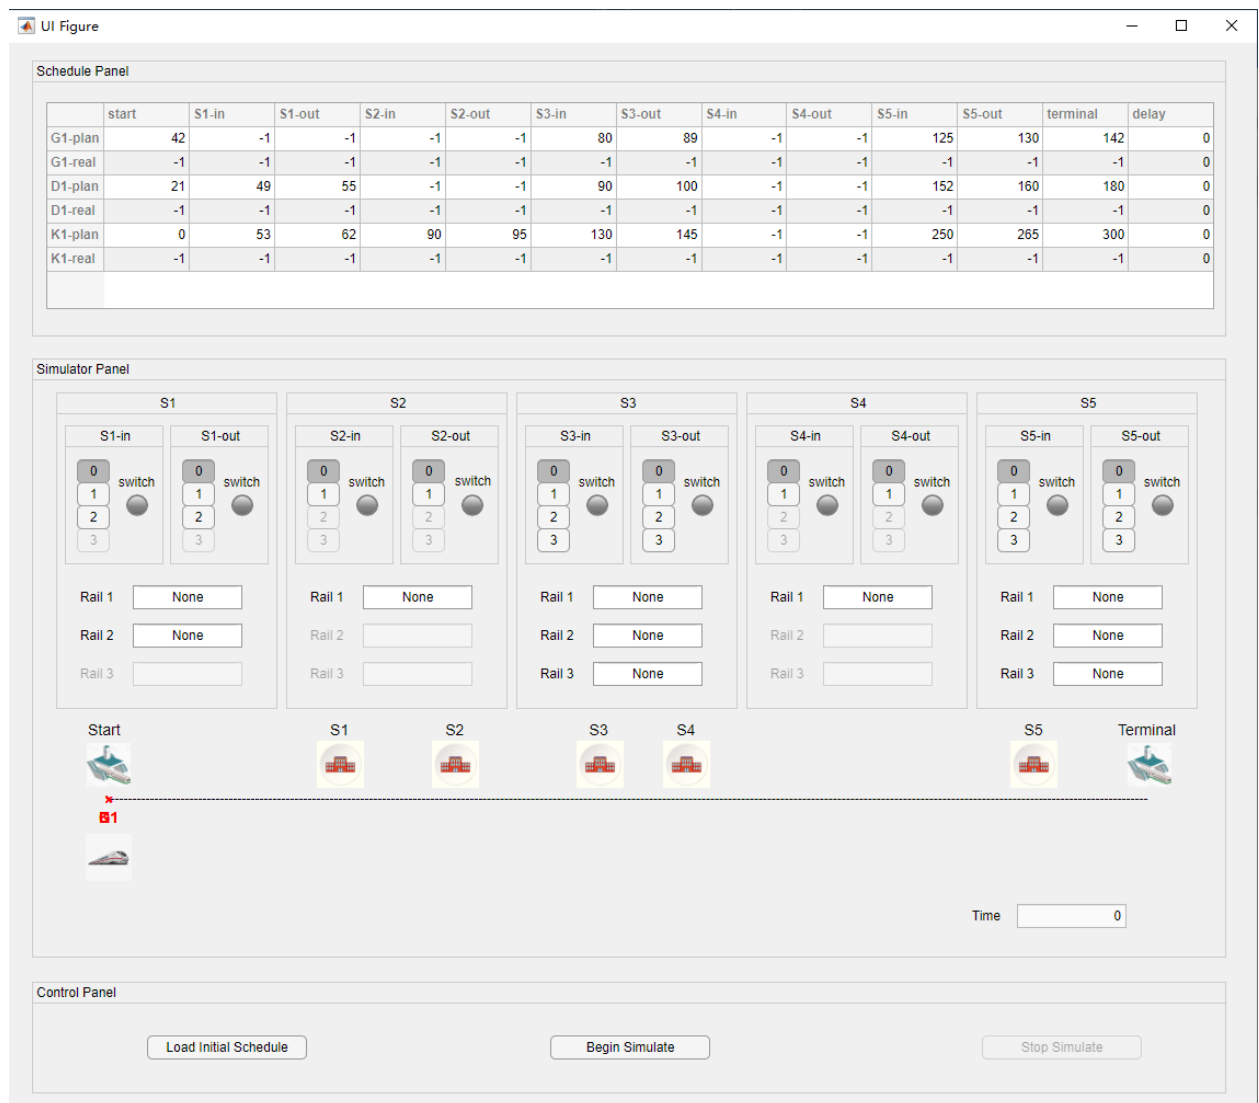 UI Figure
Schedule Panel
start S1-in S1-out S2-in S2-out S3-in S3-out S4-in S4-out S5-in S5-out terminal delay
G1-plan 42 -1 -1 -1 -1 80 89 -1 -1 125 130 142 0
G1-real -1 -1 -1 -1 -1 -1 -1 -1 -1 -1 -1 -1 0
D1-plan 21 49 55 -1 -1 90 100 -1 -1 152 160 180 0
D1-real -1 -1 -1 -1 -1 -1 -1 -1 -1 -1 -1 -1 0
K1-plan 0 53 62 90 95 130 145 -1 -1 250 265 300 0
K1-real -1 -1 -1 -1 -1 -1 -1 -1 -1 -1 -1 -1 0
Simulator Panel
S1 S2 S3 S4 S5
S1-in S1-out S2-in S2-out S3-in S3-out S4-in S4-out S5-in S5-out
0 switch 0 switch 0 switch 0 switch 0 switch 0 switch 0 switch 0 switch 0 switch 0 switch
1 1 1 1 1 1 1 1 1 1
2 2 2 2 2 2 2 2 2 2
3 3 3 3 3 3 3 3 3 3
Rail 1 None Rail 1 None Rail 1 None Rail 1 None Rail 1 None
Rail 2 None Rail 2 Rail 2 None Rail 2 Rail 2 None
Rail 3 Rail 3 Rail 3 None Rail 3 Rail 3 None
Start S1 S2 S3 S4 S5 Terminal
Time 0
Control Panel
Load Initial Schedule Begin Simulate Stop Simulate